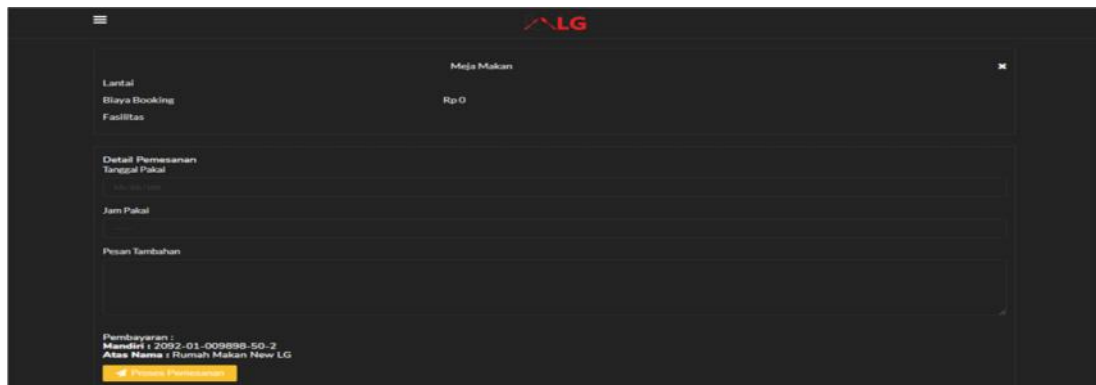 LG
Meja Makan
Lantai
Biaya Booking Rp 0
Fasilitas
Detail Pemesanan
Tanggal Pakai
Jam Pakai
Pesan Tambahan
Pembayaran :
Mandiri : 2092-01-009898-50-2
Atas Nama : Rumah Makan New LG
Proses Pemesanan